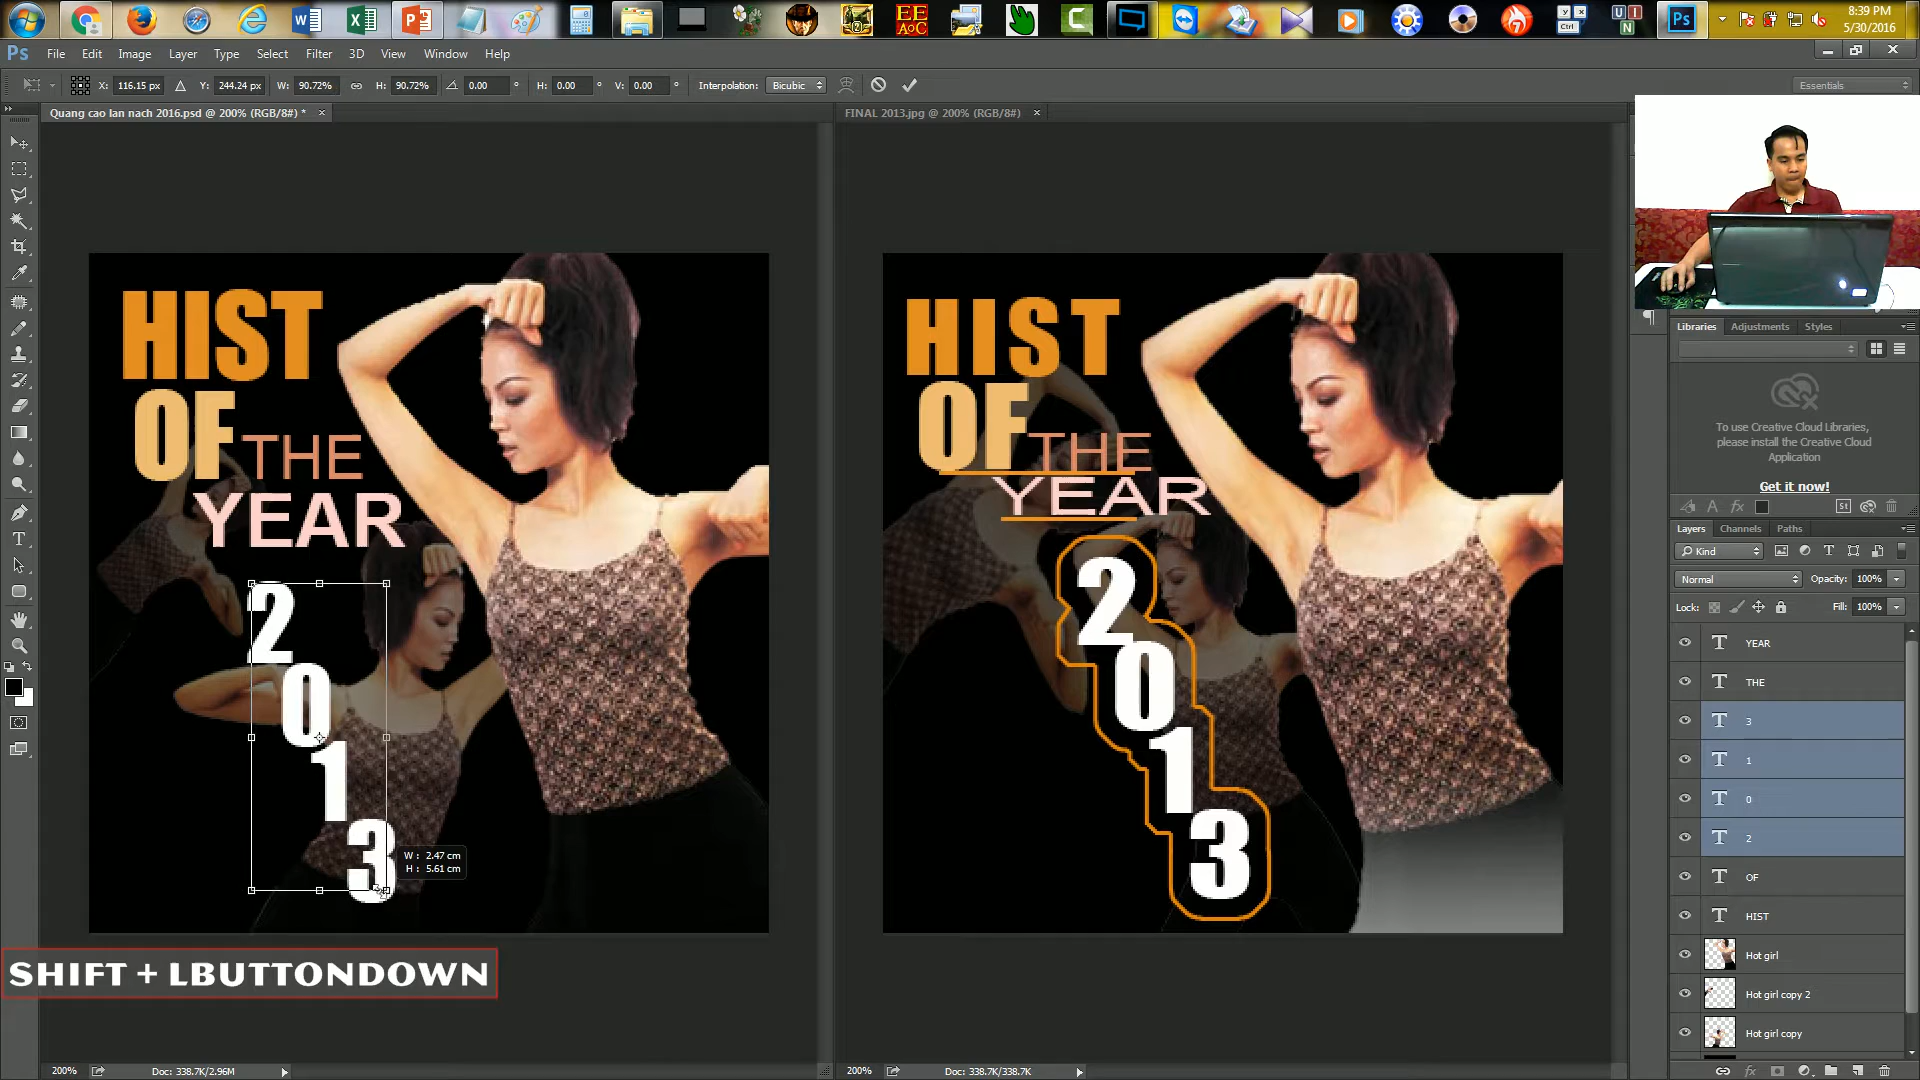 8:39 PM
5/30/2016
Ps File Edit Image Layer Type Select Filter 3D View Window Help
X: 116.15 px Y: 244.24 px W: 90.72% H: 90.72% 0.00 ° H: 0.00 ° V: 0.00 ° Interpolation: Bicubic Essentials
Quang cao lan nach 2016.psd @ 200% (RGB/8#) * × FINAL 2013.jpg @ 200% (RGB/8#) ×
HIST
OF THE
YEAR
2
0
1
3
W: 2.47 cm
H: 5.61 cm
HIST
OF THE
YEAR
2
0
1
3
SHIFT + LBUTTONDOWN
200% Doc: 338.7K/2.96M
200% Doc: 338.7K/338.7K
Libraries Adjustments Styles
To use Creative Cloud Libraries,
please install the Creative Cloud
Application
Get it now!
Layers Channels Paths
Kind
Normal Opacity: 100%
Lock: Fill: 100%
YEAR
THE
3
1
0
2
OF
HIST
Hot girl
Hot girl copy 2
Hot girl copy